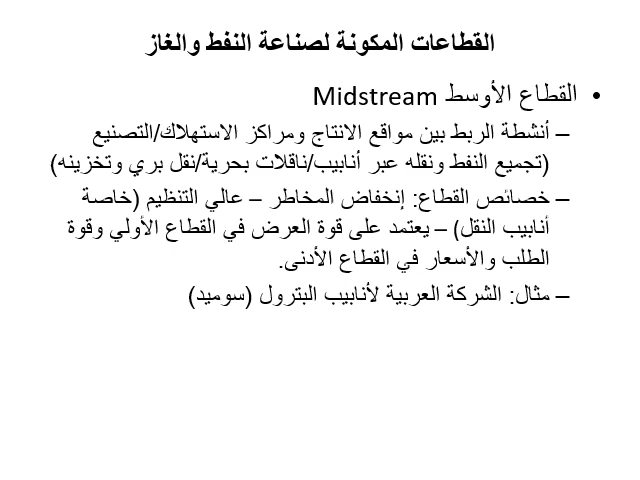 القطاعات المكونة لصناعة النفط والغاز
• القطاع الأوسط Midstream
– أنشطة الربط بين مواقع الانتاج ومراكز الاستهلاك/التصنيع
(تجميع النفط ونقله عبر أنابيب/ناقلات بحرية/نقل بري وتخزينه)
– خصائص القطاع: إنخفاض المخاطر – عالي التنظيم (خاصة
أنابيب النقل) – يعتمد على قوة العرض في القطاع الأولي وقوة
الطلب والأسعار في القطاع الأدنى.
– مثال: الشركة العربية لأنابيب البترول (سوميد)